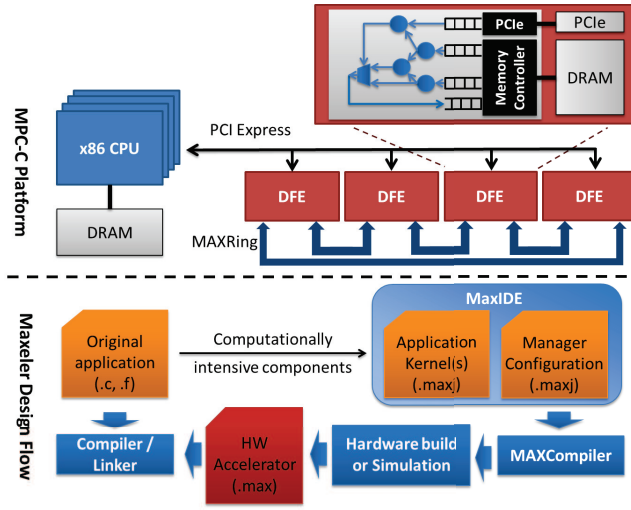 MPC-C Platform
x86 CPU
DRAM
PCI Express
PCIe
PCIe
Memory
Controller
DRAM
DFE
DFE
DFE
DFE
MAXRing
Maxeler Design Flow
Original
application
(.c, .f)
Computationally
intensive components
MaxIDE
Application
Kernel(s)
(.maxj)
Manager
Configuration
(.maxj)
Compiler /
Linker
HW
Accelerator
(.max)
Hardware build
or Simulation
MAXCompiler